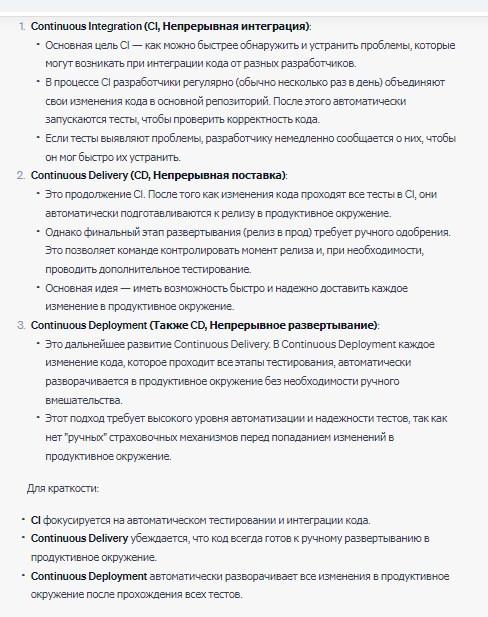 1. Continuous Integration (CI, Непрерывная интеграция):
• Основная цель CI — как можно быстрее обнаружить и устранить проблемы, которые
могут возникать при интеграции кода от разных разработчиков.
• В процессе CI разработчики регулярно (обычно несколько раз в день) объединяют
свои изменения кода в основной репозиторий. После этого автоматически
запускаются тесты, чтобы проверить корректность кода.
• Если тесты выявляют проблемы, разработчику немедленно сообщается о них, чтобы
он мог быстро их устранить.
2. Continuous Delivery (CD, Непрерывная поставка):
• Это продолжение CI. После того как изменения кода проходят все тесты в CI, они
автоматически подготавливаются к релизу в продуктивное окружение.
• Однако финальный этап развертывания (релиз в прод) требует ручного одобрения.
Это позволяет команде контролировать момент релиза и, при необходимости,
проводить дополнительное тестирование.
• Основная идея — иметь возможность быстро и надежно доставить каждое
изменение в продуктивное окружение.
3. Continuous Deployment (Также CD, Непрерывное развертывание):
• Это дальнейшее развитие Continuous Delivery. В Continuous Deployment каждое
изменение кода, которое проходит все этапы тестирования, автоматически
разворачивается в продуктивное окружение без необходимости ручного
вмешательства.
• Этот подход требует высокого уровня автоматизации и надежности тестов, так как
нет "ручных" страховочных механизмов перед попаданием изменений в
продуктивное окружение.
Для краткости:
• CI фокусируется на автоматическом тестировании и интеграции кода.
• Continuous Delivery убеждается, что код всегда готов к ручному развертыванию в
продуктивное окружение.
• Continuous Deployment автоматически разворачивает все изменения в продуктивное
окружение после прохождения всех тестов.